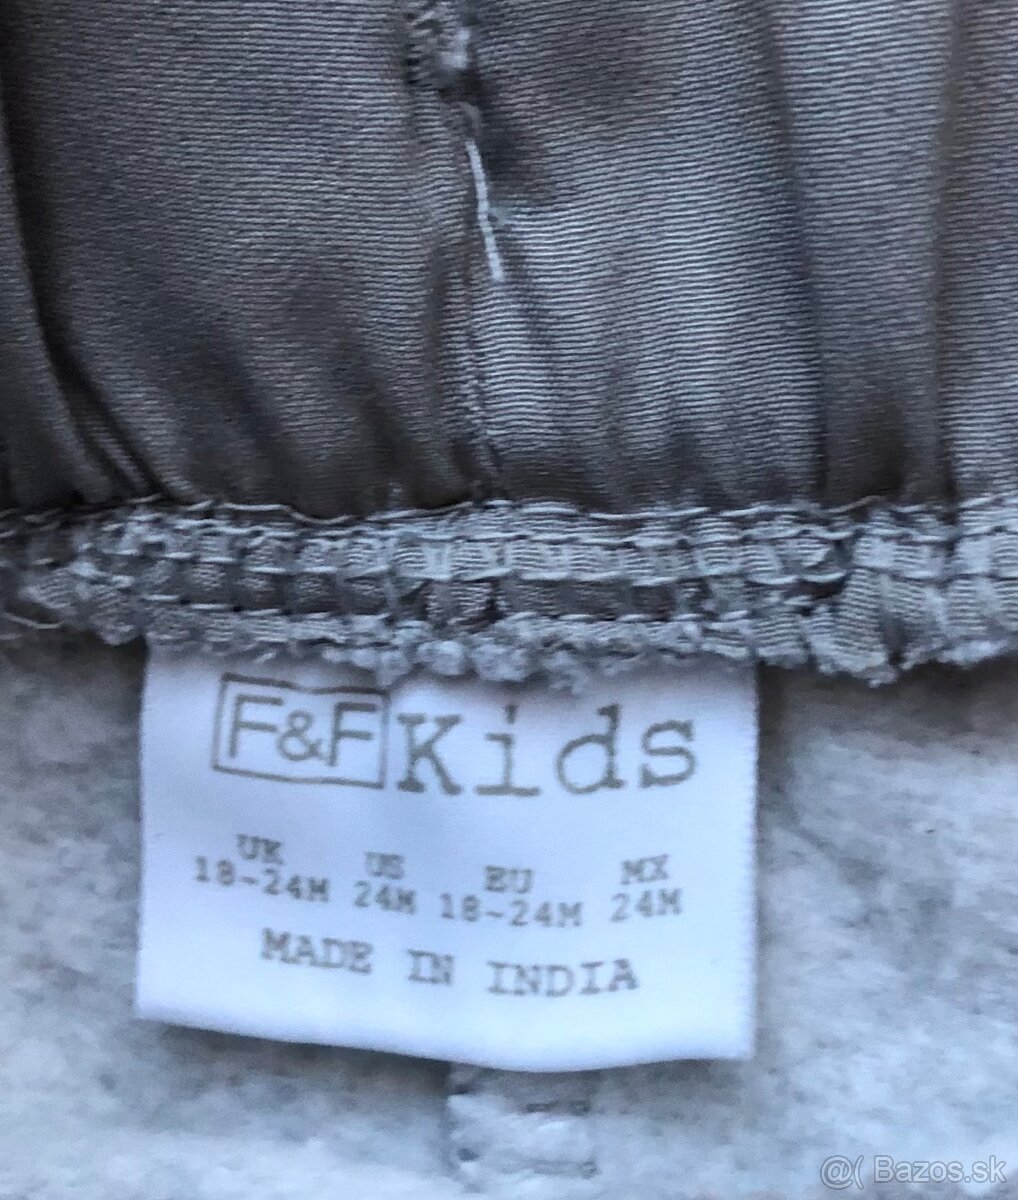 F&F Kids
UK US EU MX
18-24M 24M 18-24M 24M
MADE IN INDIA
@( Bazos.sk